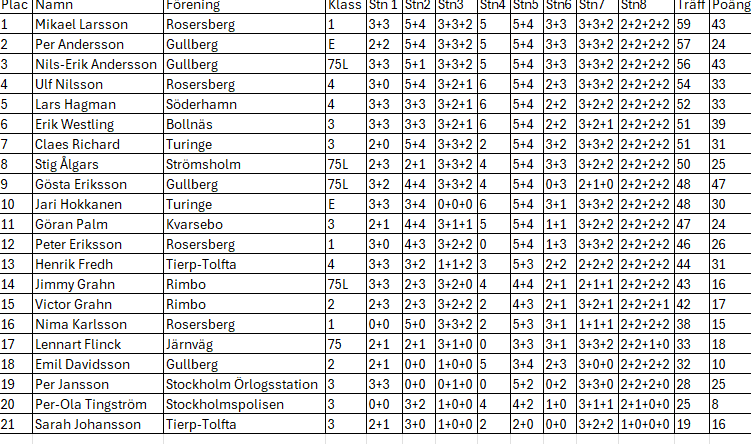 Plac Namn Förening Klass Stn 1 Stn2 Stn3 Stn4 Stn5 Stn6 Stn7 Stn8 Träff Poäng
1 Mikael Larsson Rosersberg 1 3+3 5+4 3+3+2 5 5+4 3+3 3+3+2 2+2+2+2 59 43
2 Per Andersson Gullberg E 2+2 5+4 3+3+2 5 5+4 3+3 3+3+2 2+2+2+2 57 24
3 Nils-Erik Andersson Gullberg 75L 3+3 5+1 3+3+2 5 5+4 3+3 3+3+2 2+2+2+2 56 43
4 Ulf Nilsson Rosersberg 4 3+0 5+4 3+2+1 6 5+4 2+3 3+3+2 2+2+2+2 54 33
5 Lars Hagman Söderhamn 4 3+3 3+3 3+2+1 6 5+4 2+2 3+2+2 2+2+2+2 52 33
6 Erik Westling Bollnäs 3 3+3 3+3 3+2+1 6 5+4 2+2 3+2+1 2+2+2+2 51 39
7 Claes Richard Turinge 3 2+0 5+4 3+3+2 2 5+4 3+2 3+3+2 2+2+2+2 51 31
8 Stig Ålgars Strömsholm 75L 2+3 2+1 3+3+2 4 5+4 3+3 3+2+2 2+2+2+2 50 25
9 Gösta Eriksson Gullberg 75L 3+2 4+4 3+3+2 4 5+4 0+3 2+1+0 2+2+2+2 48 47
10 Jari Hokkanen Turinge E 3+3 3+4 0+0+0 6 5+4 3+1 3+3+2 2+2+2+2 48 30
11 Göran Palm Kvarsebo 3 2+1 4+4 3+1+1 5 5+4 1+1 3+2+2 2+2+2+2 47 24
12 Peter Eriksson Rosersberg 1 3+0 4+3 3+2+2 0 5+4 1+3 3+3+2 2+2+2+2 46 26
13 Henrik Fredh Tierp-Tolfta 4 3+3 3+2 1+1+2 3 5+3 2+2 2+2+2 2+2+2+2 44 31
14 Jimmy Grahn Rimbo 75L 3+3 2+3 3+2+0 4 4+4 2+1 2+1+1 2+2+2+2 43 16
15 Victor Grahn Rimbo 2 2+3 2+3 3+2+2 2 4+3 2+1 3+2+1 2+2+2+1 42 17
16 Nima Karlsson Rosersberg 1 0+0 5+0 3+3+2 2 5+3 3+1 1+1+1 2+2+2+2 38 15
17 Lennart Flinck Järnväg 75 2+1 2+1 3+1+0 0 3+3 3+1 3+3+2 2+2+1+0 33 18
18 Emil Davidsson Gullberg 2 2+1 0+0 1+0+0 5 3+4 2+3 3+0+0 2+2+2+2 32 10
19 Per Jansson Stockholm Örlogsstation 3 3+3 0+0 0+1+0 0 5+2 0+2 3+3+0 2+2+2+2 28 25
20 Per-Ola Tingström Stockholmspolisen 3 0+0 3+2 1+0+0 4 4+2 1+0 3+1+1 2+1+0+0 25 8
21 Sarah Johansson Tierp-Tolfta 3 2+1 3+0 1+0+0 2 2+0 0+0 3+2+2 1+0+0+0 19 16